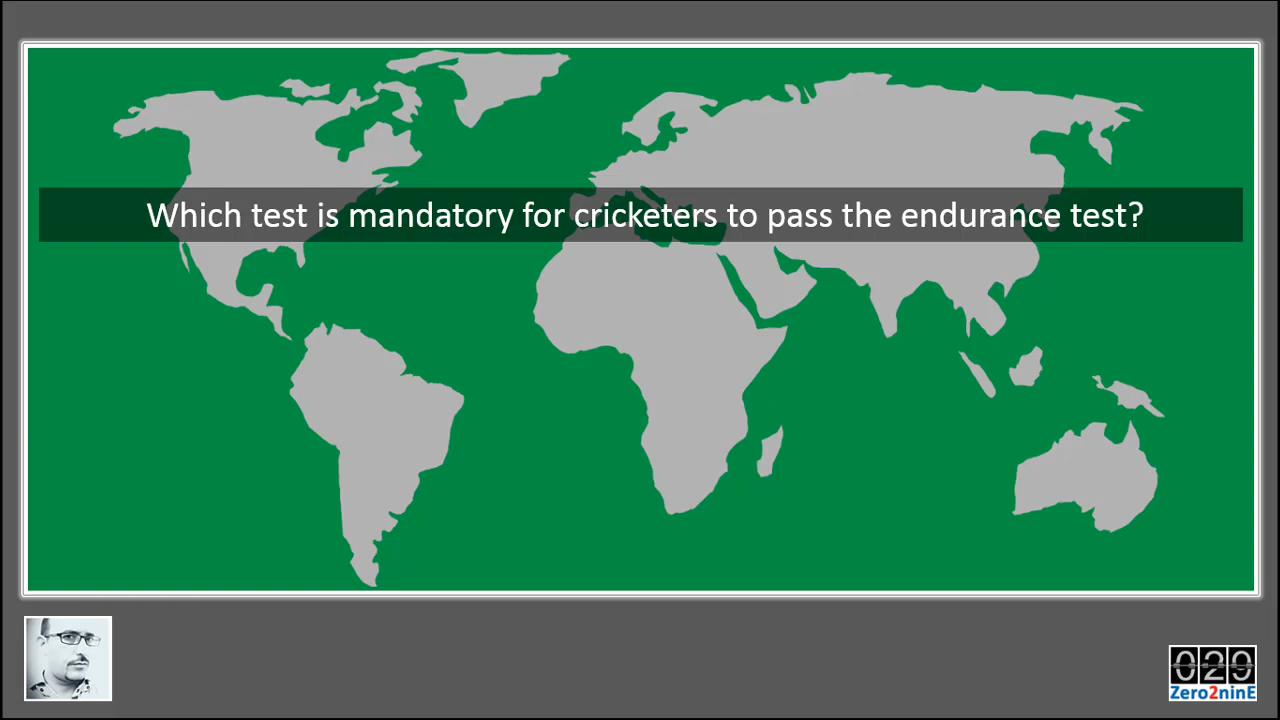 Which test is mandatory for cricketers to pass the endurance test?
029
Zero2ninE